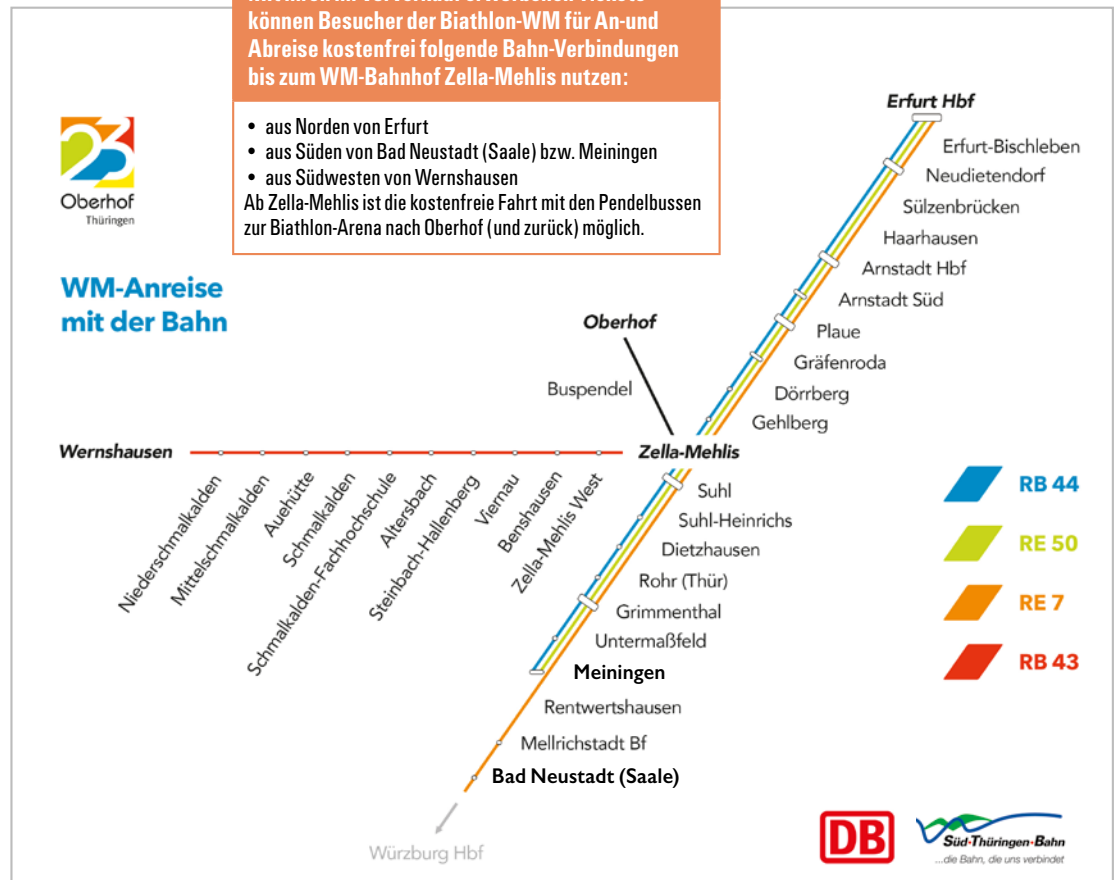 können Besucher der Biathlon-WM für An-und
Abreise kostenfrei folgende Bahn-Verbindungen
bis zum WM-Bahnhof Zella-Mehlis nutzen:
• aus Norden von Erfurt
• aus Süden von Bad Neustadt (Saale) bzw. Meiningen
• aus Südwesten von Wernshausen
Ab Zella-Mehlis ist die kostenfreie Fahrt mit den Pendelbussen
zur Biathlon-Arena nach Oberhof (und zurück) möglich.
23
Oberhof
Thüringen
WM-Anreise
mit der Bahn
Erfurt Hbf
Erfurt-Bischleben
Neudietendorf
Sülzenbrücken
Haarhausen
Arnstadt Hbf
Arnstadt Süd
Plaue
Gräfenroda
Dörrberg
Gehlberg
Oberhof
Buspendel
Wernshausen
Zella-Mehlis
Niederschmalkalden
Mittelschmalkalden
Auehütte
Schmalkalden
Schmalkalden-Fachhochschule
Altersbach
Steinbach-Hallenberg
Viernau
Benshausen
Zella-Mehlis West
Suhl
Suhl-Heinrichs
Dietzhausen
Rohr (Thür)
Grimmenthal
Untermaßfeld
Meiningen
Rentwertshausen
Mellrichstadt Bf
Bad Neustadt (Saale)
Würzburg Hbf
RB 44
RE 50
RE 7
RB 43
DB
Süd•Thüringen•Bahn
...die Bahn, die uns verbindet